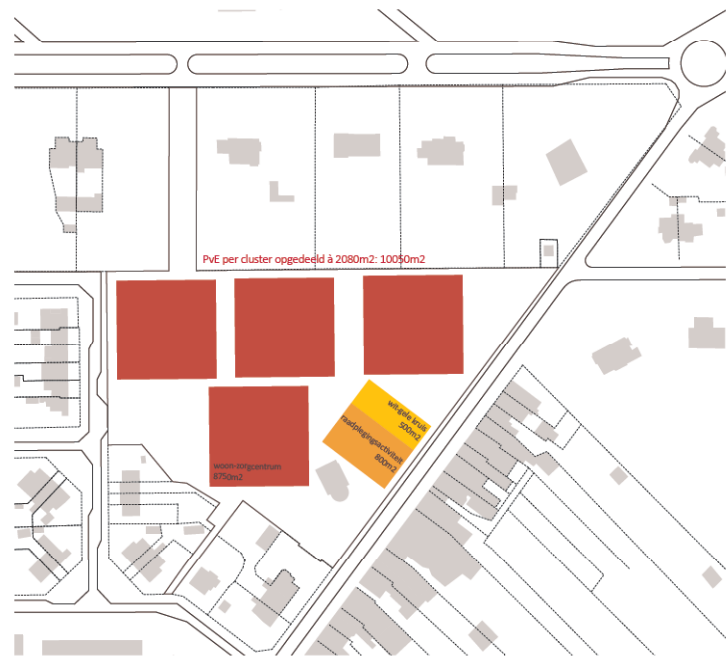 PvE per cluster opgedeeld à 2080m2: 10050m2
wit-gele kruis
500m2
raadplegingsactiviteit
800m2
woon-zorgcentrum
8750m2